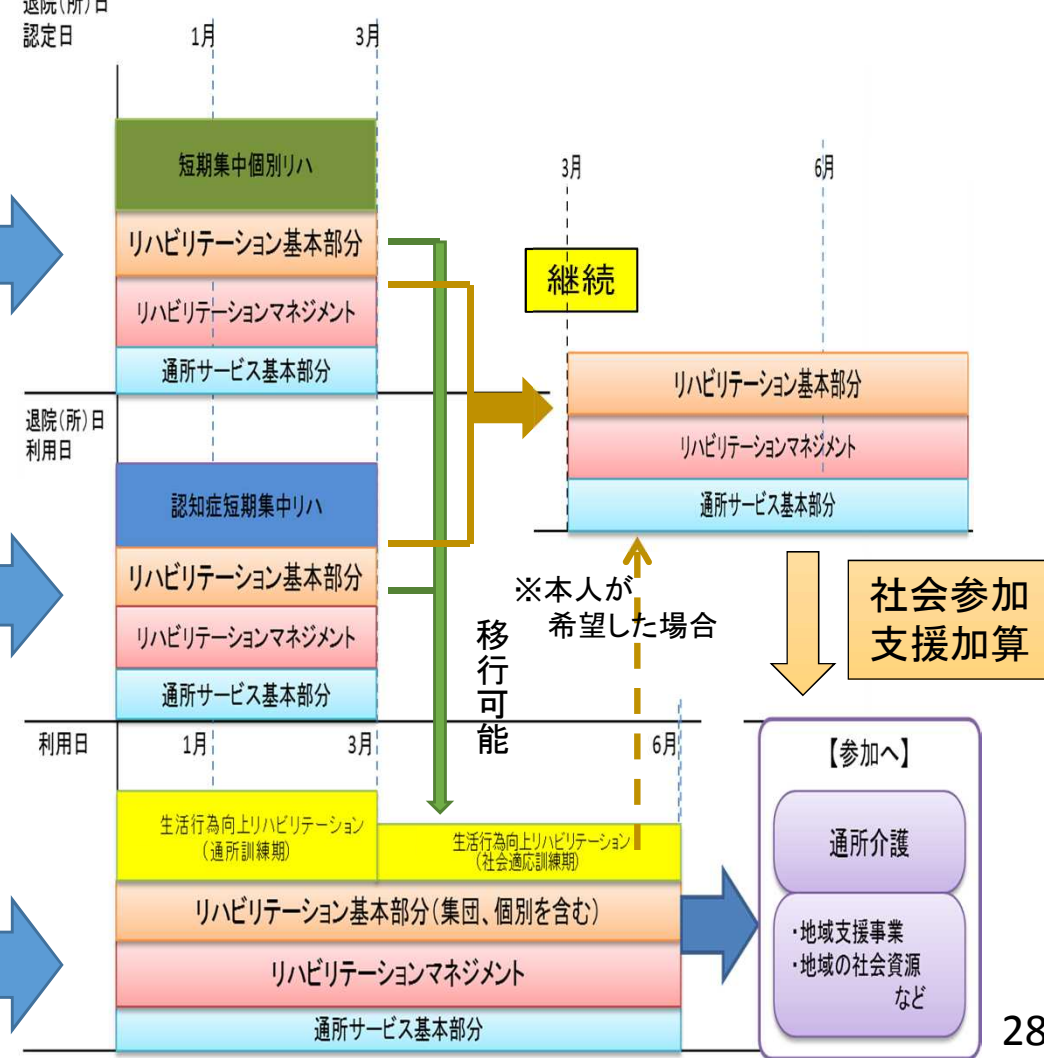 退院(所)日
認定日
1月
3月
短期集中個別リハ
リハビリテーション基本部分
リハビリテーションマネジメント
通所サービス基本部分
退院(所)日
利用日
認知症短期集中リハ
リハビリテーション基本部分
リハビリテーションマネジメント
通所サービス基本部分
3月
6月
継続
リハビリテーション基本部分
リハビリテーションマネジメント
通所サービス基本部分
※本人が
希望した場合
移行可能
社会参加
支援加算
利用日
1月
3月
6月
生活行為向上リハビリテーション
(通所訓練期)
生活行為向上リハビリテーション
(社会適応訓練期)
リハビリテーション基本部分(集団、個別を含む)
リハビリテーションマネジメント
通所サービス基本部分
【参加へ】
通所介護
・地域支援事業
・地域の社会資源
など
28